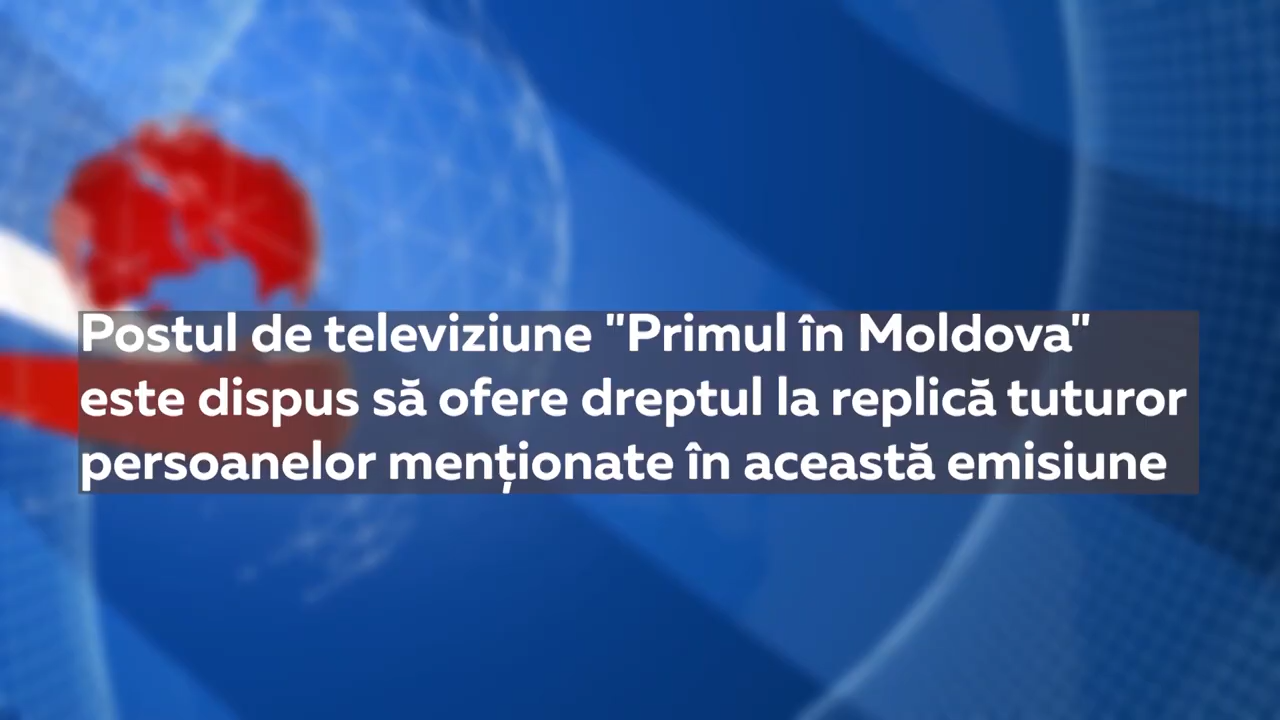 Postul de televiziune "Primul în Moldova"
este dispus să ofere dreptul la replică tuturor
persoanelor menționate în această emisiune